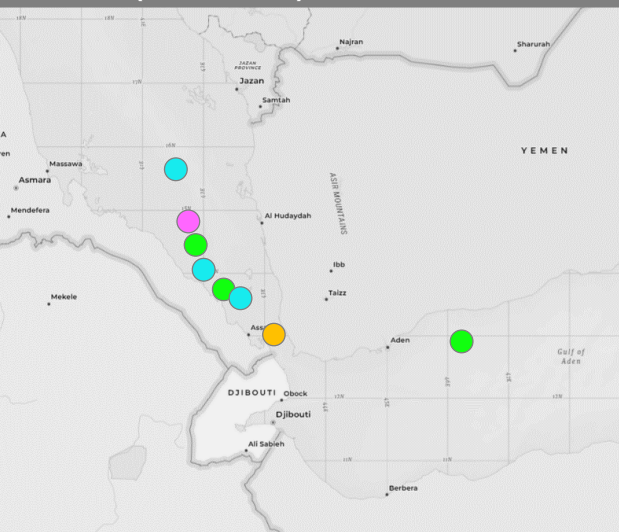 Najran
Sharurah
JAZAN
PROVINCE
Jazan
Samtah
YEMEN
Massawa
Asmara
Mendefera
ASIR MOUNTAINS
Al Hudaydah
Ibb
Mekele
Taizz
Aden
Gulf of
Aden
DJIBOUTI
Obock
Djibouti
Ali Sabieh
Berbera